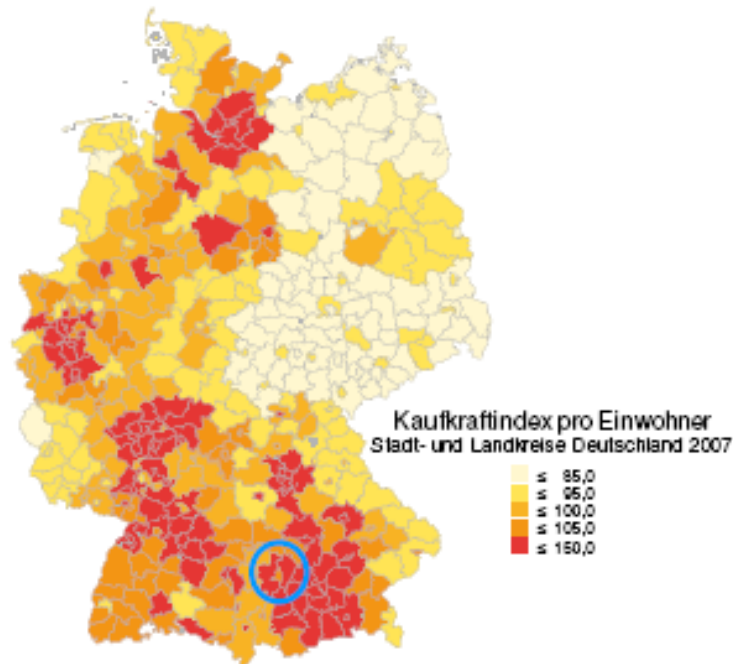 Kaufkraftindex pro Einwohner
Stadt- und Landkreise Deutschland 2007
≤ 85,0
≤ 95,0
≤ 100,0
≤ 105,0
≤ 150,0